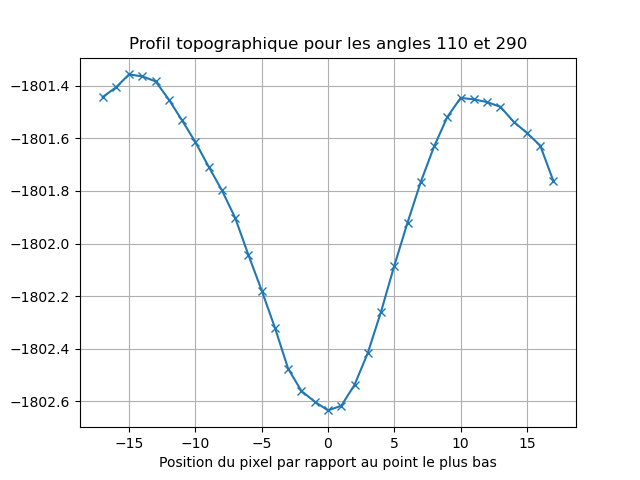 Profil topographique pour les angles 110 et 290
−1801.4
−1801.6
−1801.8
−1802.0
−1802.2
−1802.4
−1802.6
−15 −10 −5 0 5 10 15
Position du pixel par rapport au point le plus bas